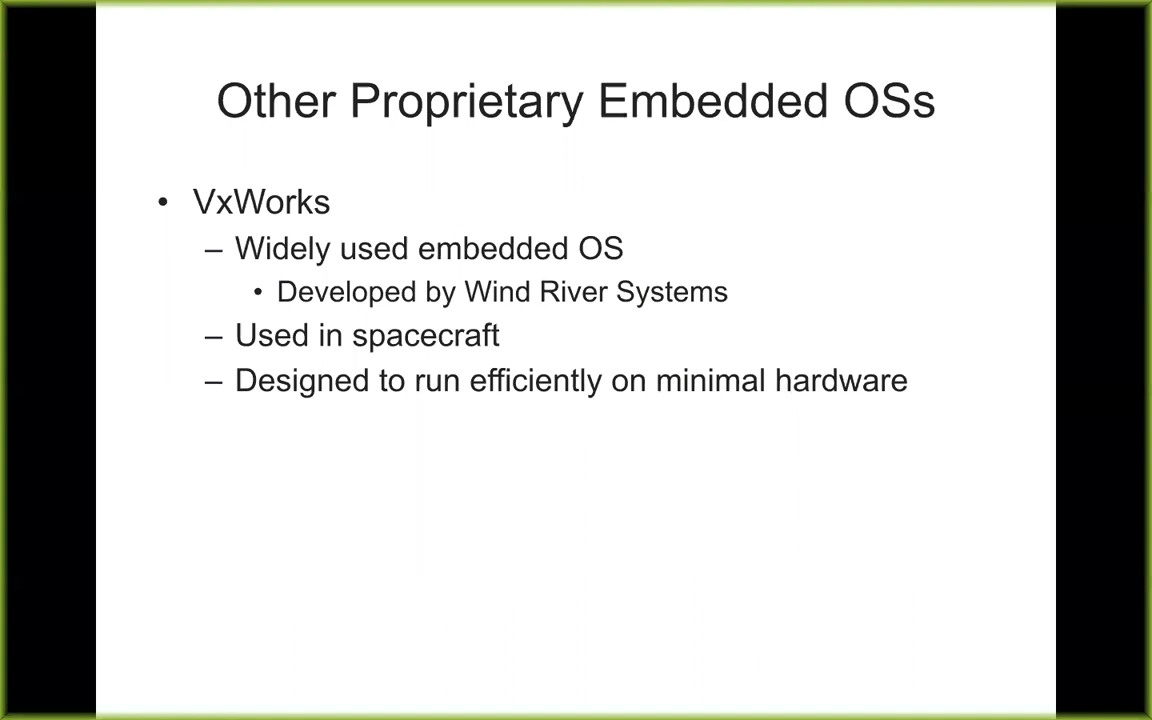 Other Proprietary Embedded OSs
• VxWorks
– Widely used embedded OS
• Developed by Wind River Systems
– Used in spacecraft
– Designed to run efficiently on minimal hardware